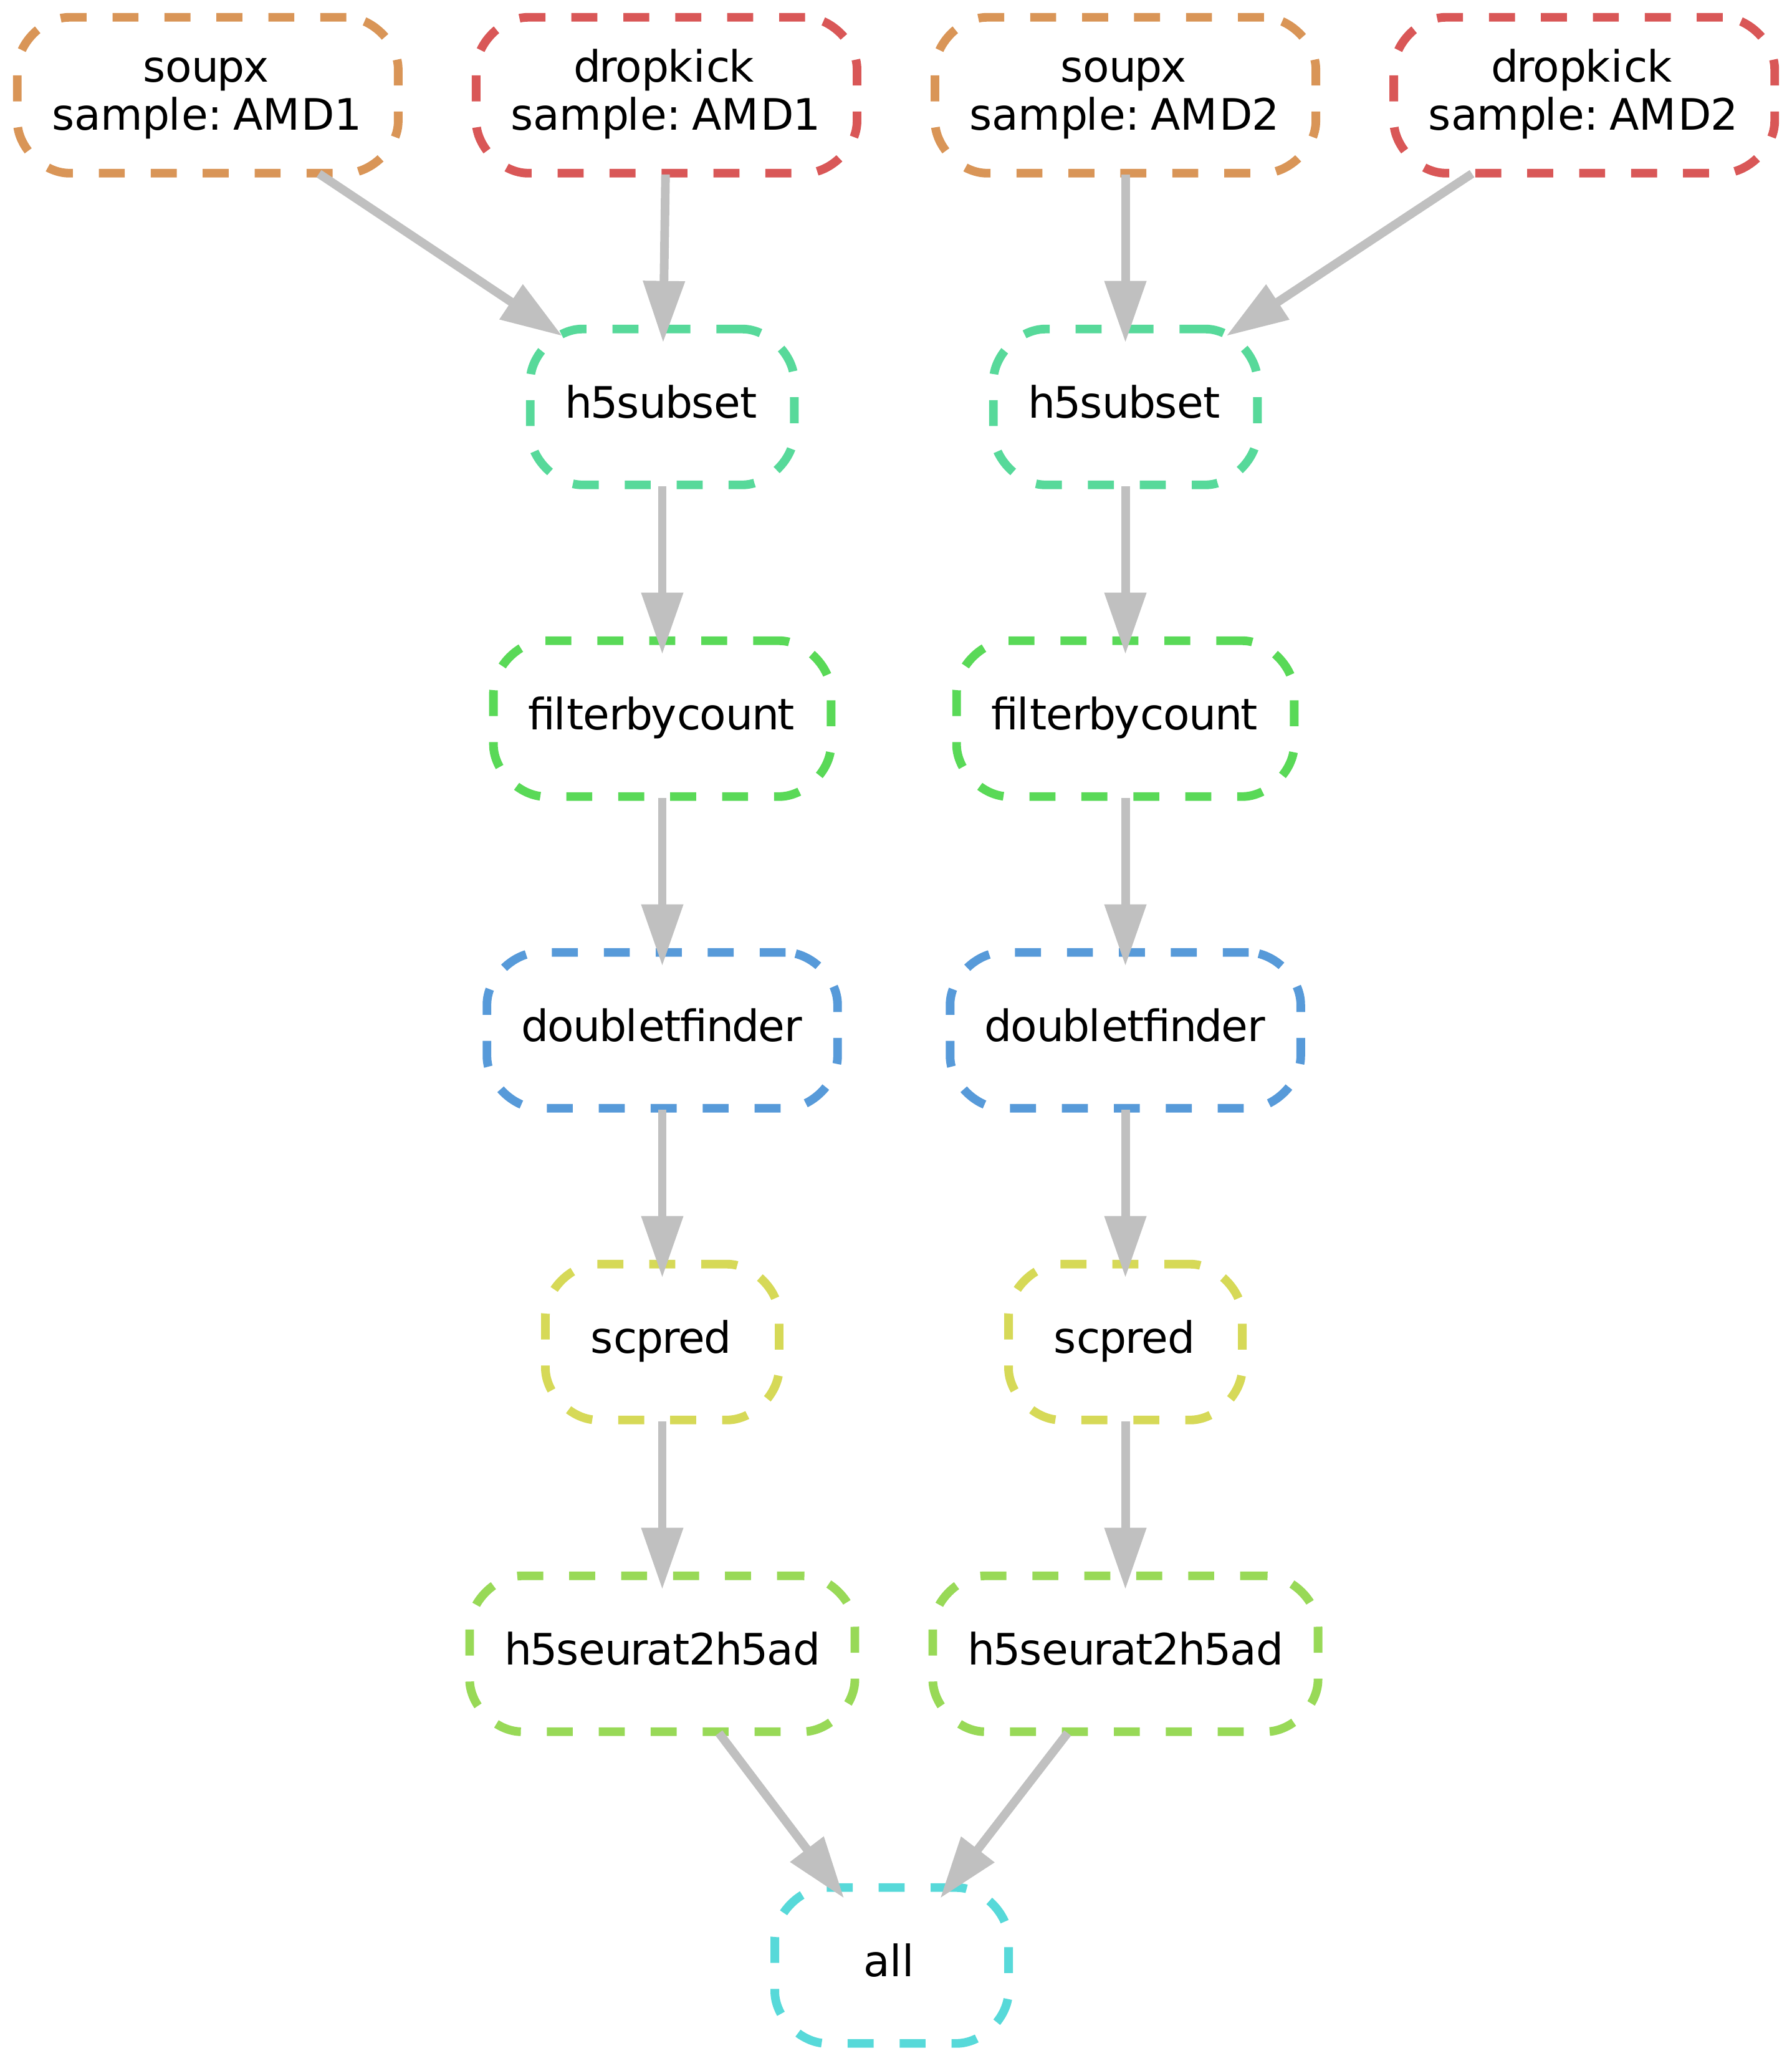 soupx
sample: AMD1
dropkick
sample: AMD1
soupx
sample: AMD2
dropkick
sample: AMD2
h5subset
h5subset
filterbycount
filterbycount
doubletfinder
doubletfinder
scpred
scpred
h5seurat2h5ad
h5seurat2h5ad
all